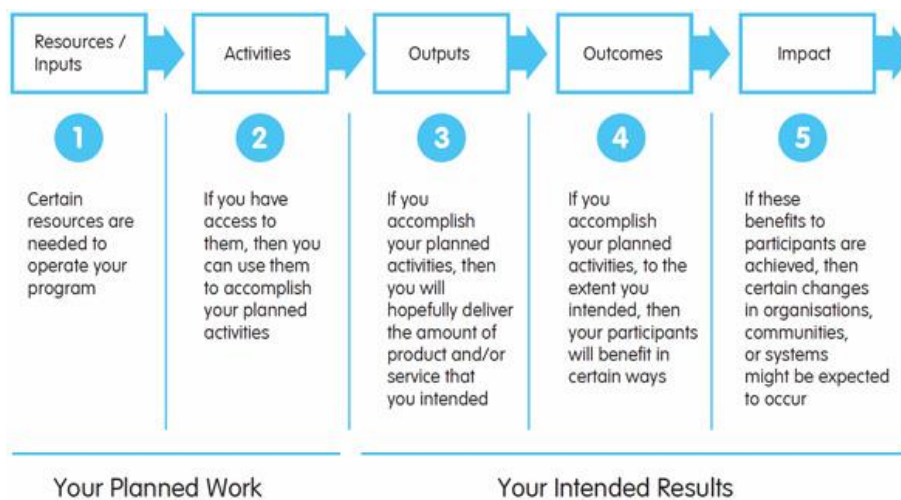 Resources /
Inputs
Activities
Outputs
Outcomes
Impact
1
2
3
4
5
Certain
resources are
needed to
operate your
program
If you have
access to
them, then you
can use them
to accomplish
your planned
activities
If you
accomplish
your planned
activities, then
you will
hopefully deliver
the amount of
product and/or
service that
you intended
If you
accomplish
your planned
activities, to the
extent you
intended, then
your participants
will benefit in
certain ways
If these
benefits to
participants are
achieved, then
certain changes
in organisations,
communities,
or systems
might be expected
to occur
Your Planned Work
Your Intended Results